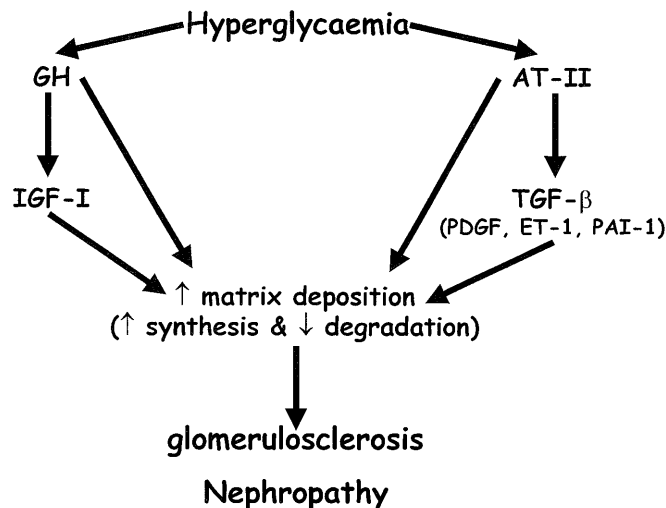 Hyperglycaemia
GH
AT-II
IGF-I
TGF-β
(PDGF, ET-1, PAI-1)
↑ matrix deposition
(↑ synthesis & ↓ degradation)
glomerulosclerosis
Nephropathy